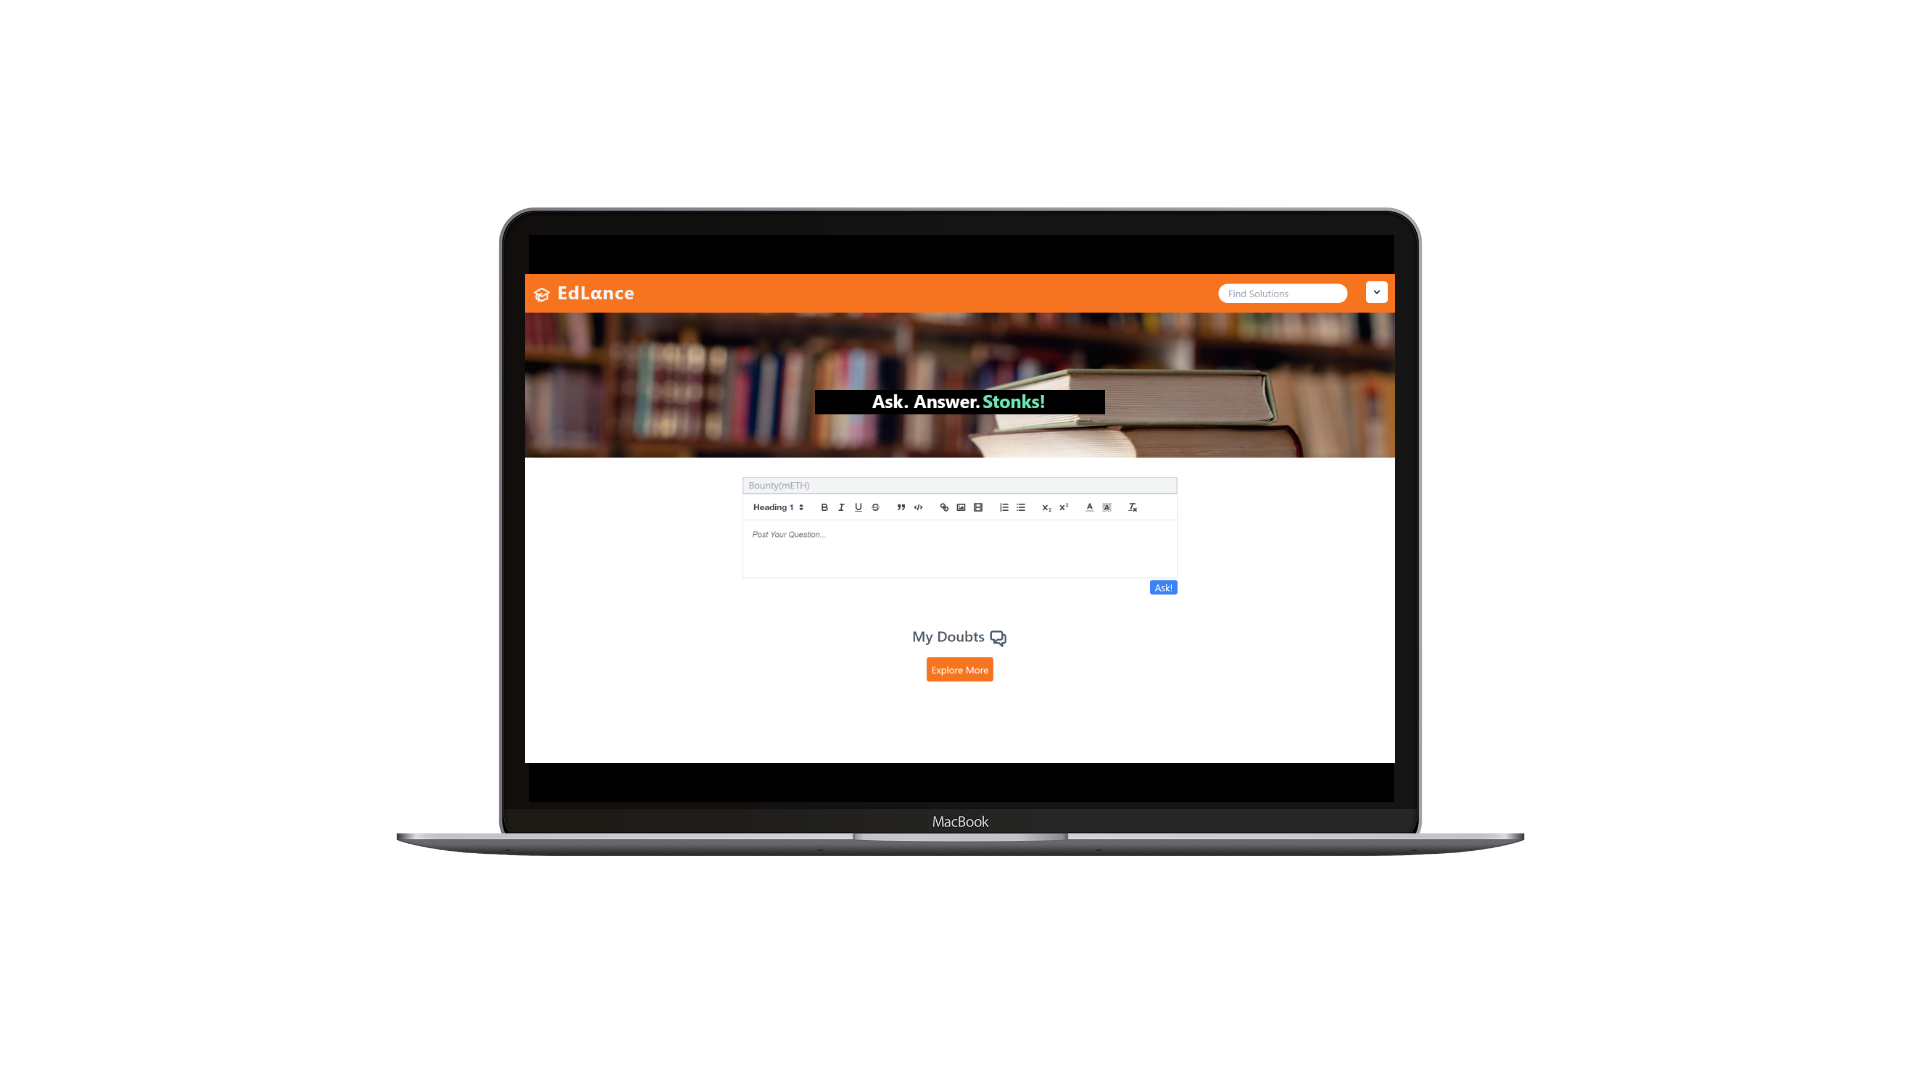 EdLance
Find Solutions
Ask. Answer. Stonks!
Bounty(mETH)
Heading 1
Post Your Question...
Ask!
My Doubts
Explore More
MacBook